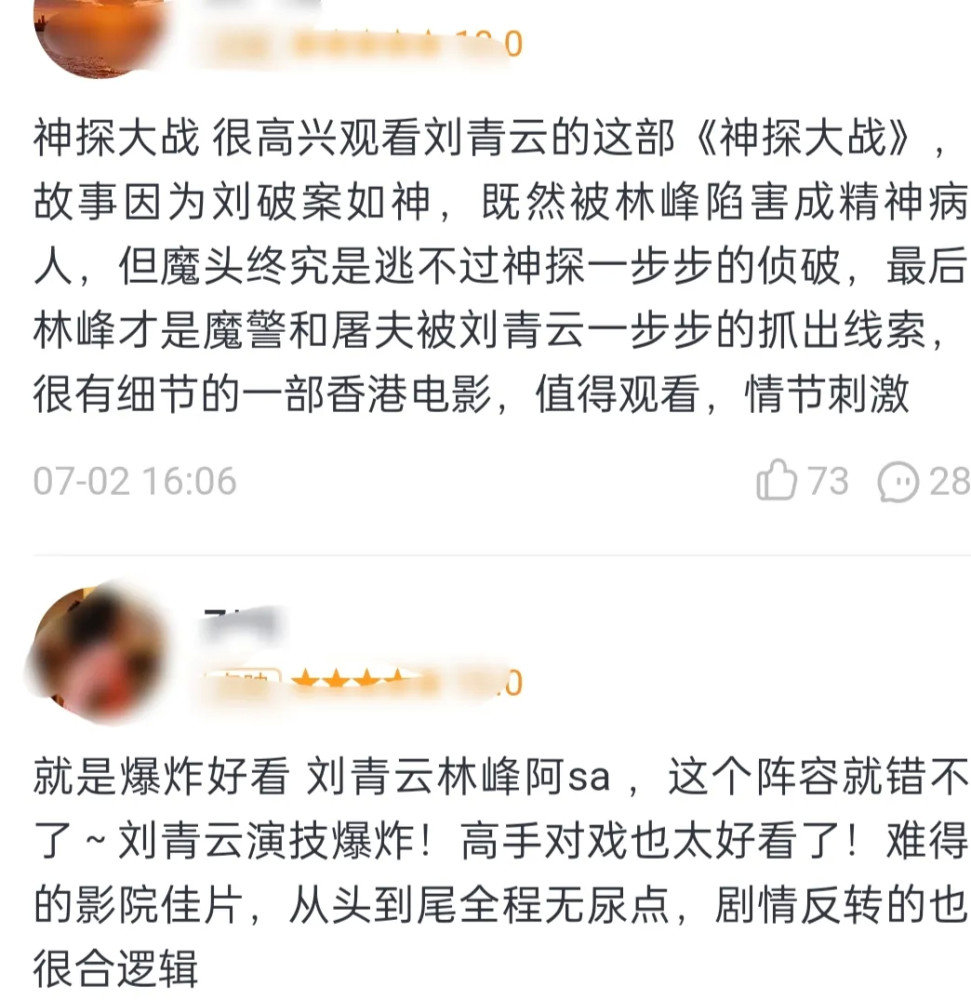 神探大战 很高兴观看刘青云的这部《神探大战》，
故事因为刘破案如神，既然被林峰陷害成精神病
人，但魔头终究是逃不过神探一步步的侦破，最后
林峰才是魔警和屠夫被刘青云一步步的抓出线索，
很有细节的一部香港电影，值得观看，情节刺激
07-02 16:06 73 28
就是爆炸好看 刘青云林峰阿sa ，这个阵容就错不
了～刘青云演技爆炸！高手对戏也太好看了！难得
的影院佳片，从头到尾全程无尿点，剧情反转的也
很合逻辑